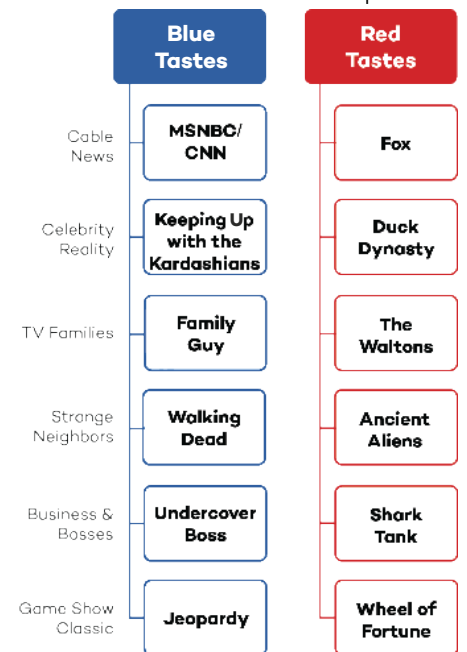 Blue
Tastes
Red
Tastes
Cable
News
MSNBC/
CNN
Fox
Celebrity
Reality
Keeping Up
with the
Kardashians
Duck
Dynasty
TV Families
Family
Guy
The
Waltons
Strange
Neighbors
Walking
Dead
Ancient
Aliens
Business &
Bosses
Undercover
Boss
Shark
Tank
Game Show
Classic
Jeopardy
Wheel of
Fortune